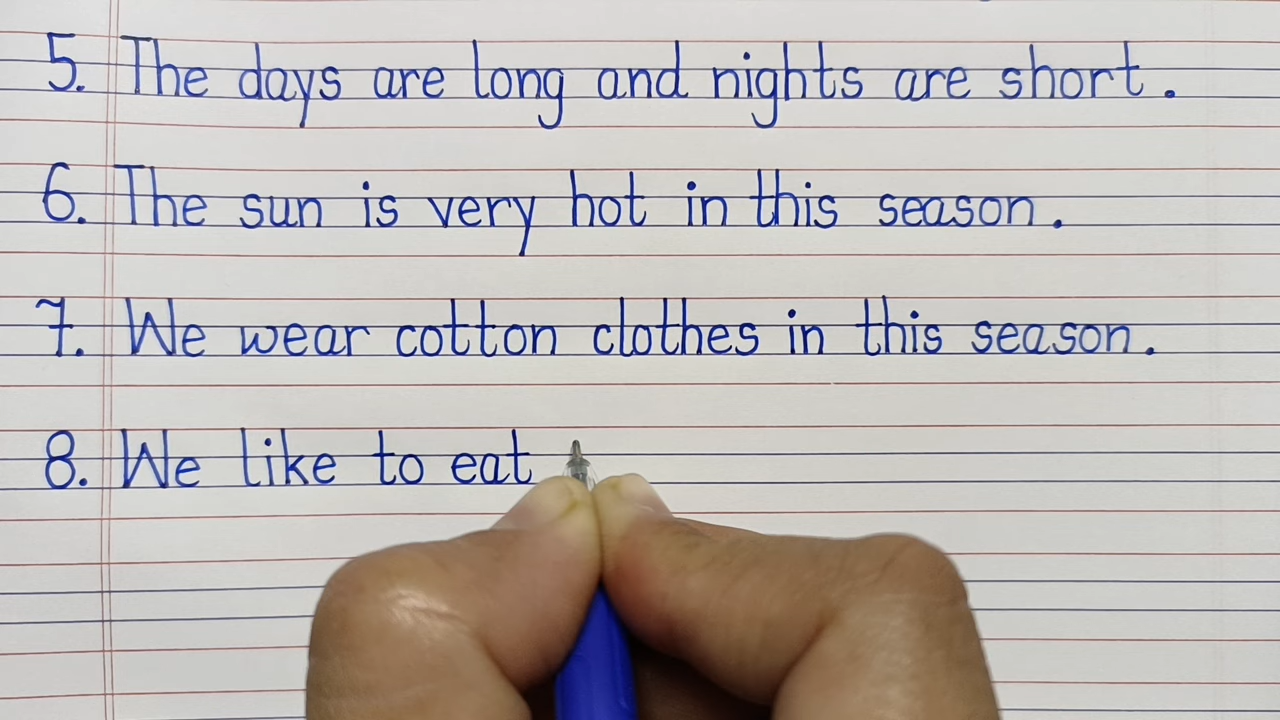 5. The days are long and nights are short.
6. The sun is very hot in this season.
7. We wear cotton clothes in this season.
8. We like to eat